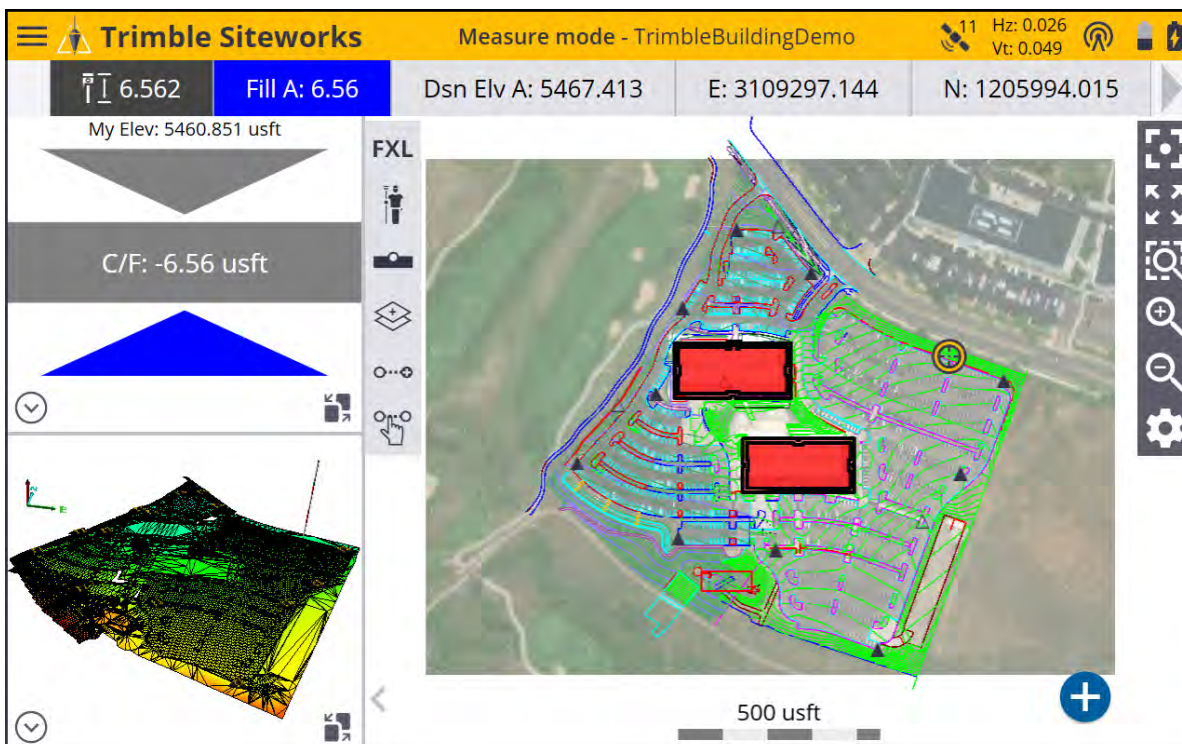 Trimble Siteworks
Measure mode - TrimbleBuildingDemo
11
Hz: 0.026
Vt: 0.049
6.562
Fill A: 6.56
Dsn Elv A: 5467.413
E: 3109297.144
N: 1205994.015
My Elev: 5460.851 usft
C/F: -6.56 usft
FXL
500 usft